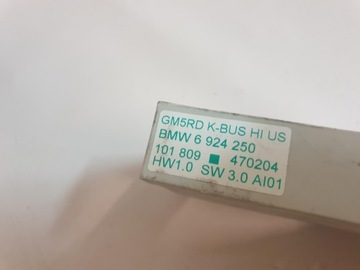 GM5RD K-BUS HI US
BMW 6 924 250
101 809 ■ 470204
HW1.0 SW 3.0 AI01